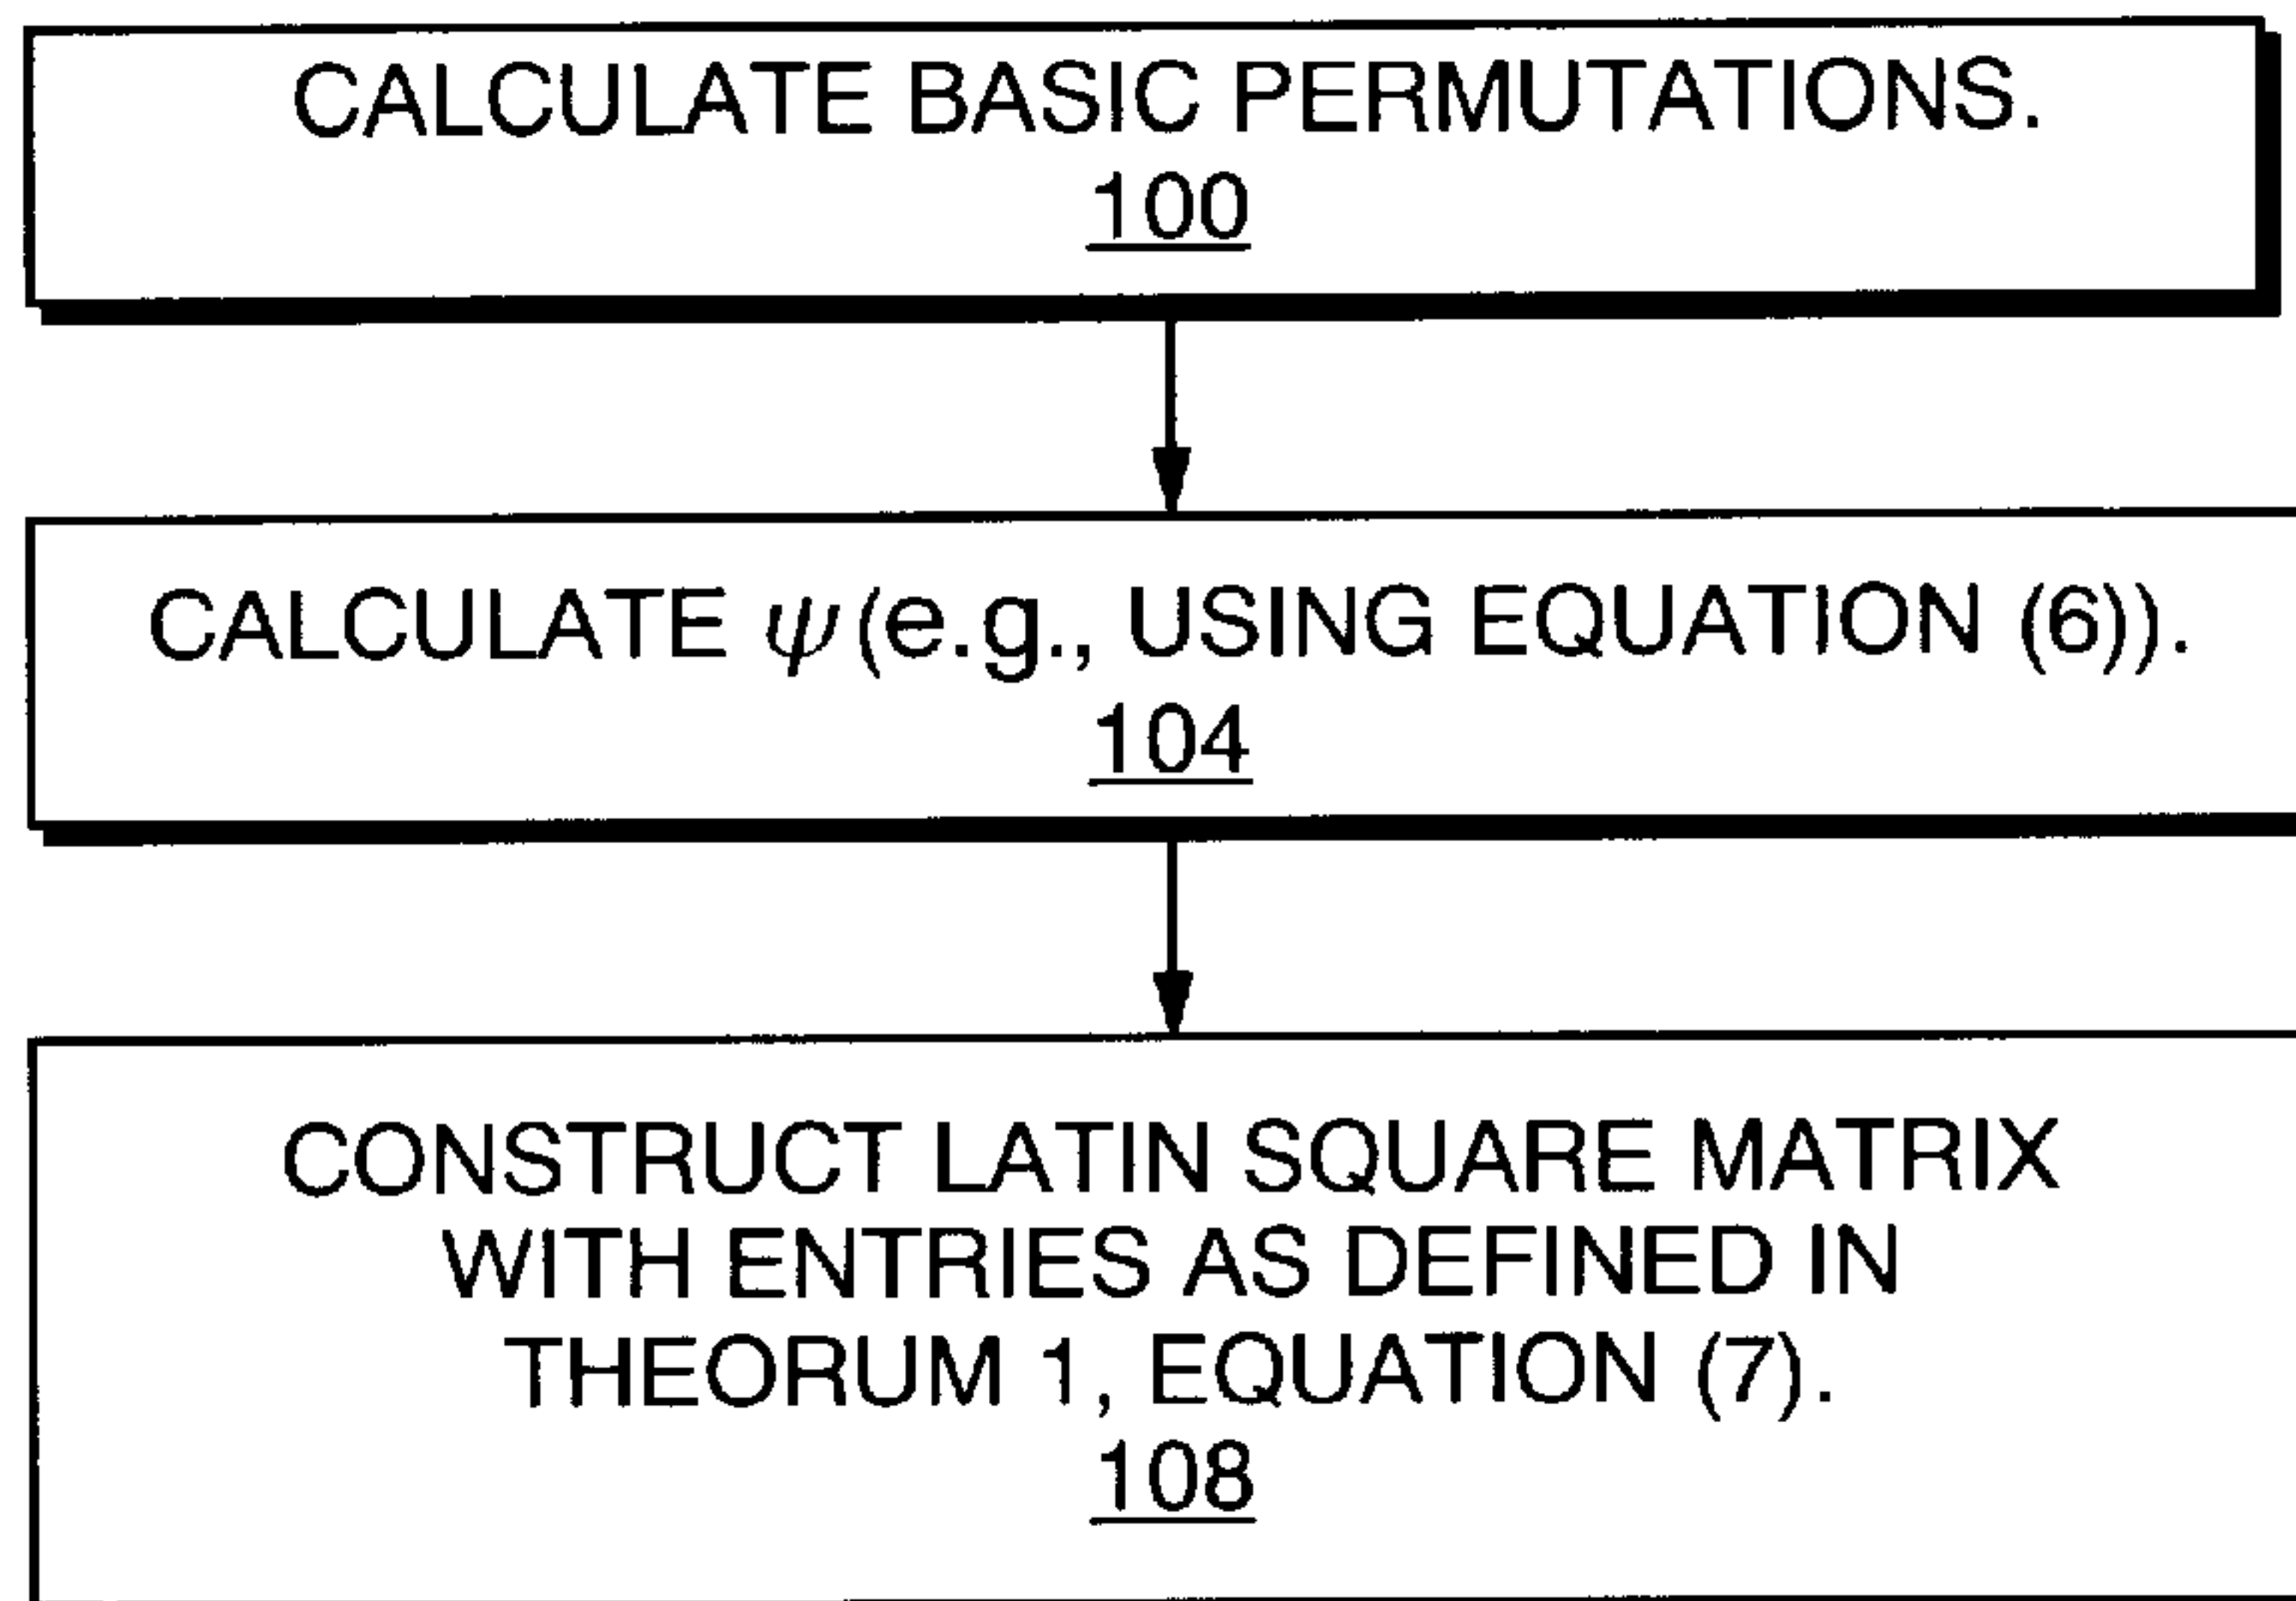 CALCULATE BASIC PERMUTATIONS.
100
CALCULATE ψ (e.g., USING EQUATION (6)).
104
CONSTRUCT LATIN SQUARE MATRIX
WITH ENTRIES AS DEFINED IN
THEORUM 1, EQUATION (7).
108